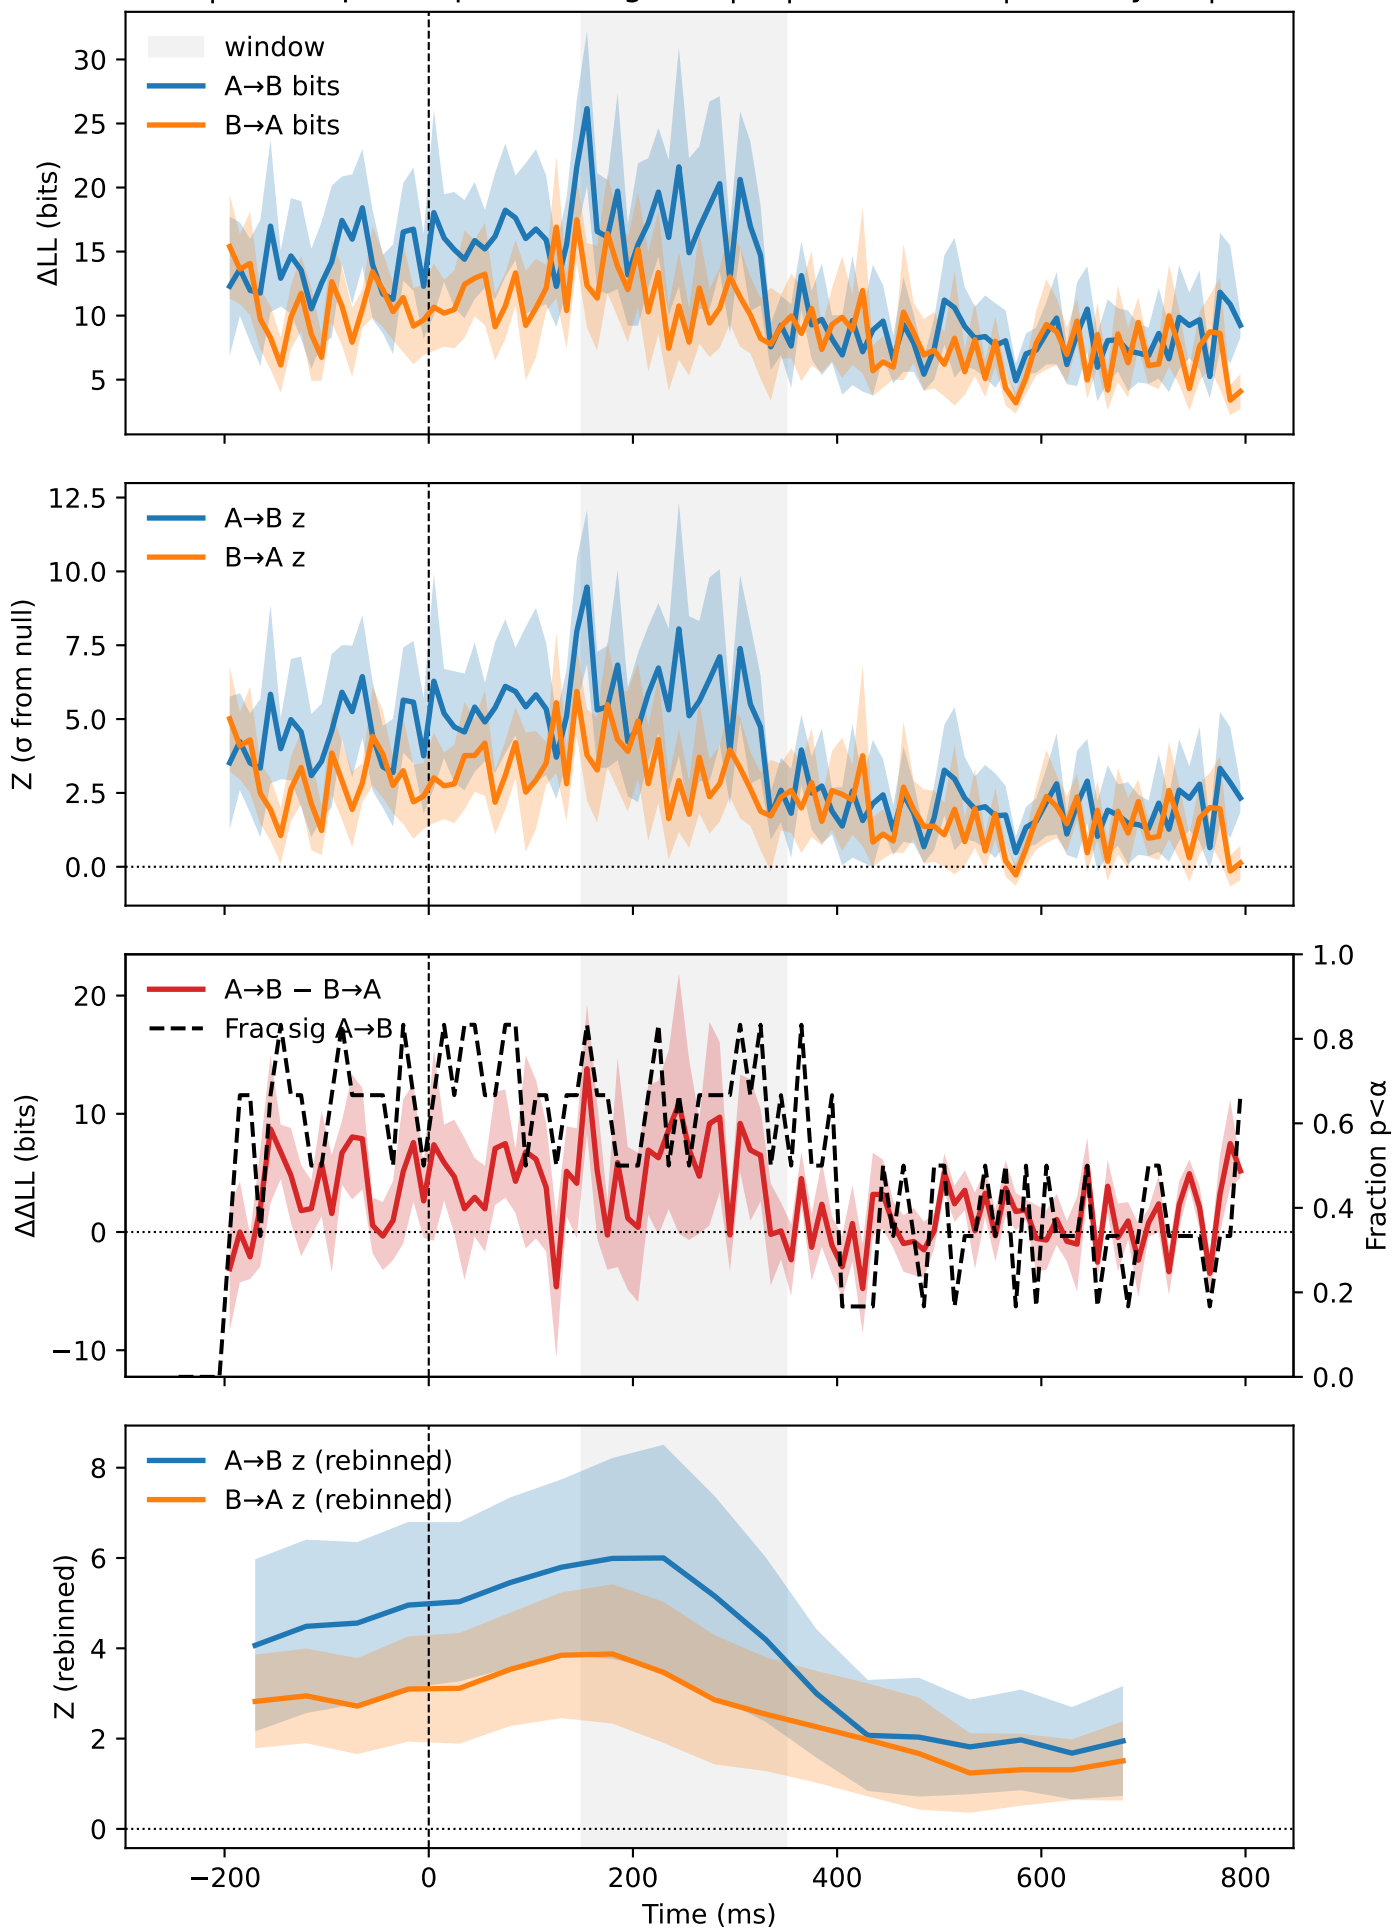 window
A→B bits
B→A bits
ΔLL (bits)
30
25
20
15
10
5
A→B z
B→A z
Z (σ from null)
12.5
10.0
7.5
5.0
2.5
0.0
A→B − B→A
Frac sig A→B
ΔΔLL (bits)
20
10
0
−10
Fraction p<α
1.0
0.8
0.6
0.4
0.2
0.0
A→B z (rebinned)
B→A z (rebinned)
Z (rebinned)
8
6
4
2
0
−200 0 200 400 600 800
Time (ms)